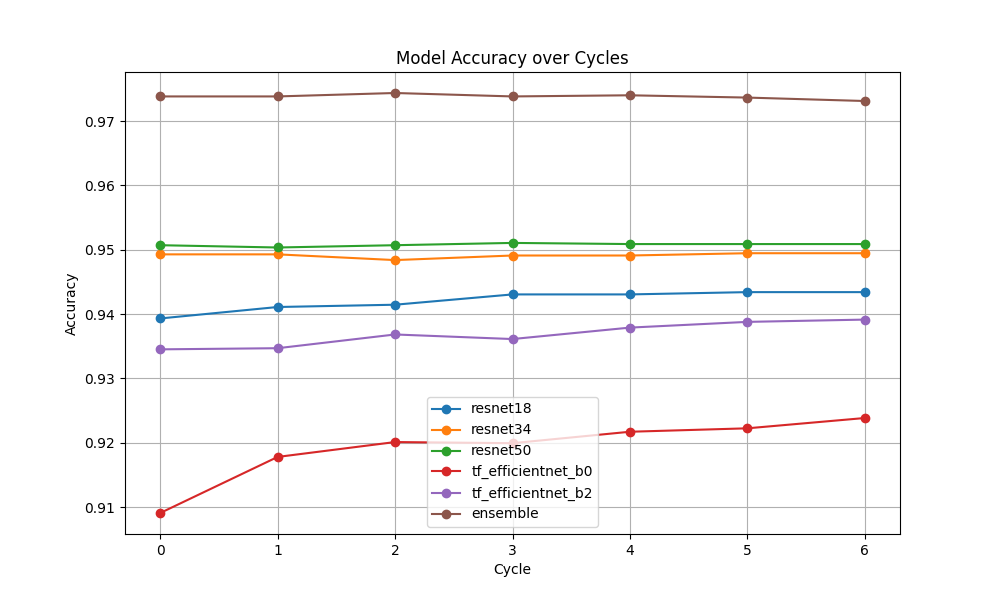 Model Accuracy over Cycles
Accuracy
0.97
0.96
0.95
0.94
0.93
0.92
0.91
resnet18
resnet34
resnet50
tf_efficientnet_b0
tf_efficientnet_b2
ensemble
0 1 2 3 4 5 6
Cycle